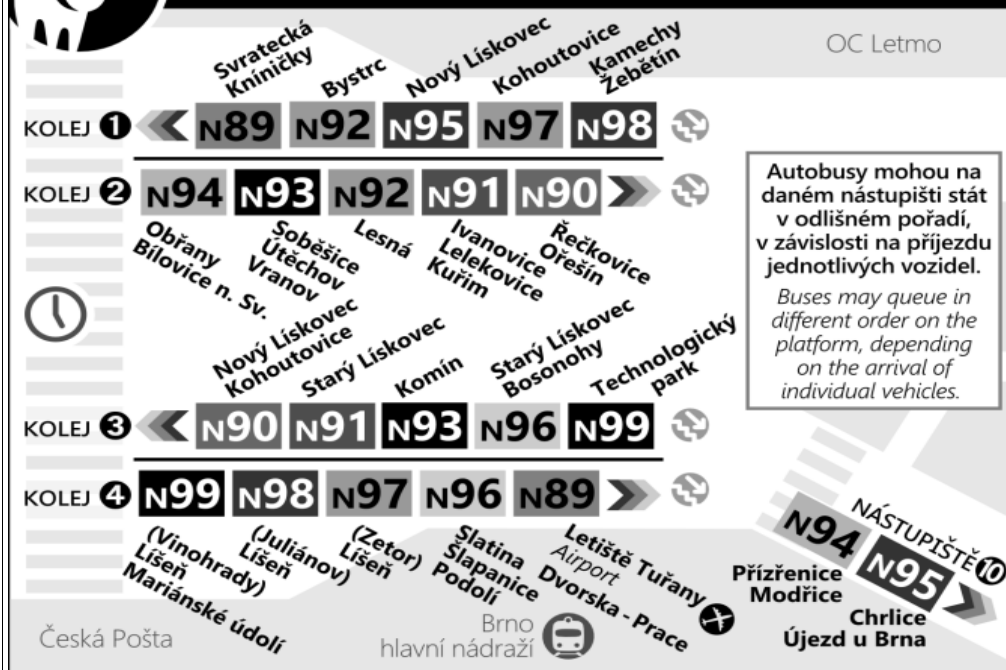 OC Letmo
Svratecká
Kníničky
Bystrc
Nový Lískovec
Kohoutovice
Kamechy
Žebětín
KOLEJ 1 N89 N92 N95 N97 N98
KOLEJ 2 N94 N93 N92 N91 N90
Obřany
Bílovice n. Sv.
Soběšice
Útěchov
Vranov
Lesná
Ivanovice
Lelekovice
Kuřim
Řečkovice
Ořešín
Autobusy mohou na
daném nástupišti stát
v odlišném pořadí,
v závislosti na příjezdu
jednotlivých vozidel.
Buses may queue in
different order on the
platform, depending
on the arrival of
individual vehicles.
Nový Lískovec
Kohoutovice
Starý Lískovec
Komín
Starý Lískovec
Bosonohy
Technologický
park
KOLEJ 3 N90 N91 N93 N96 N99
KOLEJ 4 N99 N98 N97 N96 N89
(Vinohrady)
Líšeň
Mariánské údolí
(Juliánov)
Líšeň
(Zetor)
Líšeň
Slatina
Šlapanice
Podolí
Letiště Tuřany
Airport
Dvorska - Prace
NÁSTUPIŠTĚ 10
N94 N95
Přízřenice
Modřice
Chrlice
Újezd u Brna
Česká Pošta
Brno
hlavní nádraží